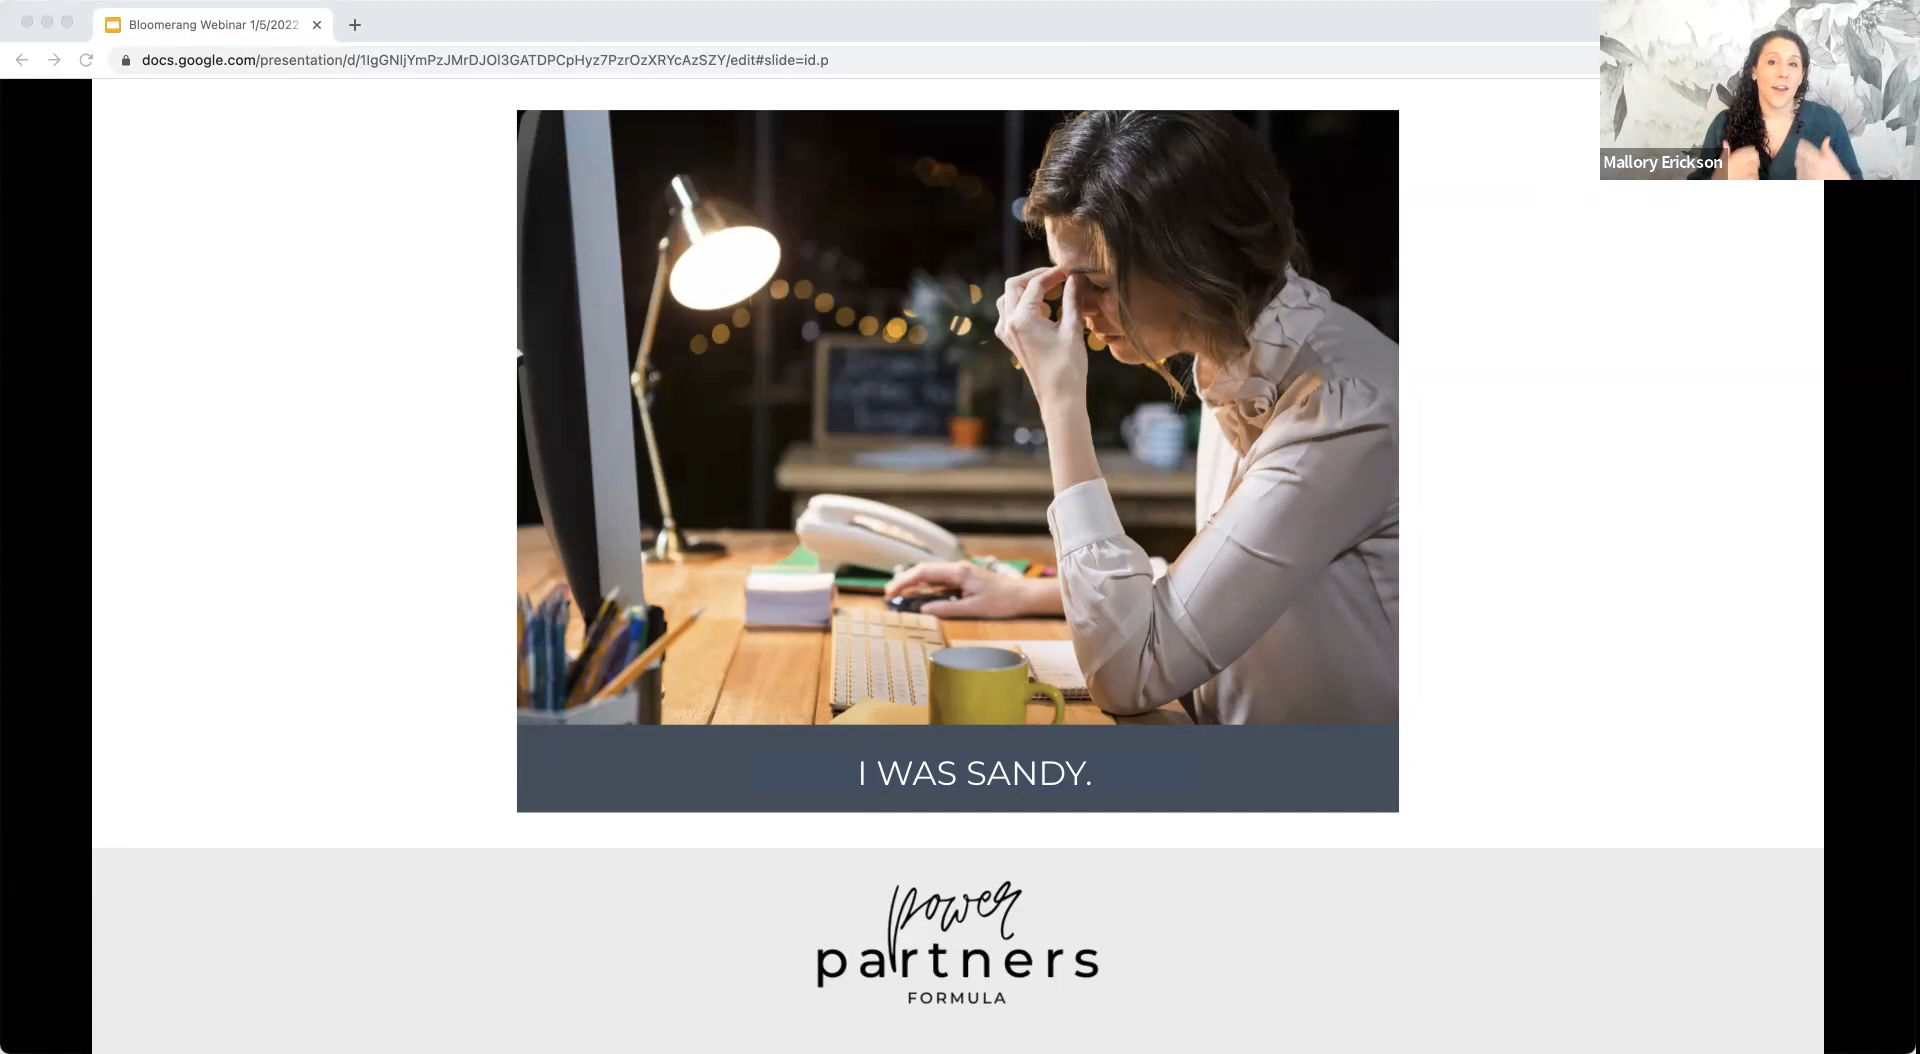 Bloomerang Webinar 1/5/2022
docs.google.com/presentation/d/1IgGNljYmPzJMrDJOl3GATDPCpHyz7PzrOzXRYcAzSZY/edit#slide=id.p
Mallory Erickson
I WAS SANDY.
power
partners
FORMULA